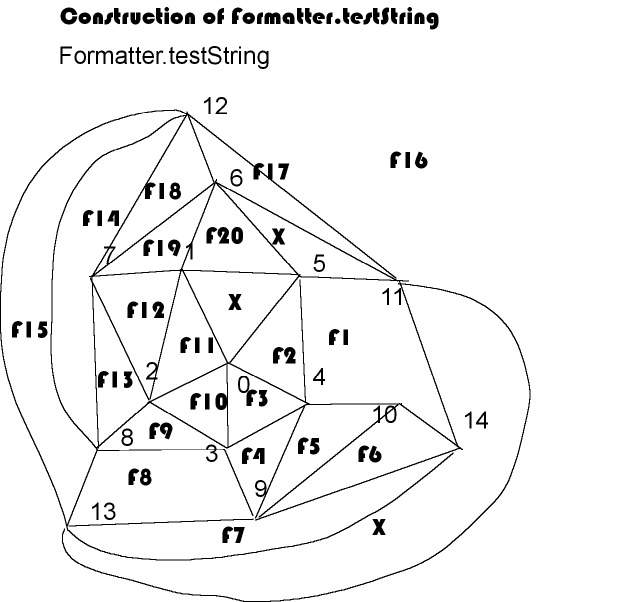 Construction of Formatter.testString
Formatter.testString
12
F16
F17
6
F18
F14
F20
X
F19
1
7
5
11
X
F12
F15
F1
F11
F2
2
F13
0
4
F10
F3
10
14
F9
8
3
F4
F5
F6
F8
9
13
F7
X